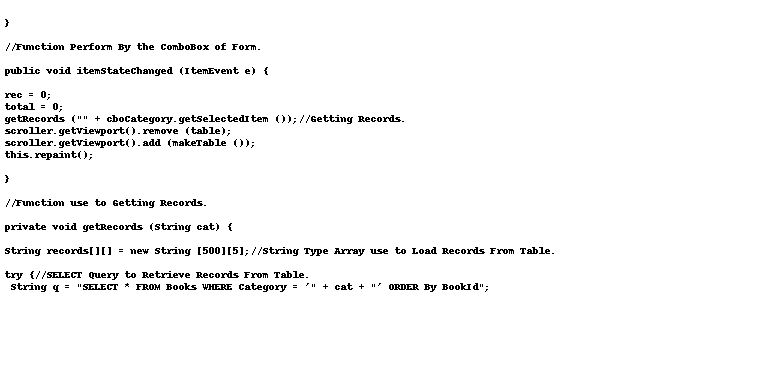 }
//Function Perform By the ComboBox of Form.
public void itemStateChanged (ItemEvent e) {
rec = 0;
total = 0;
getRecords ("" + cboCategory.getSelectedItem ());//Getting Records.
scroller.getViewport().remove (table);
scroller.getViewport().add (makeTable ());
this.repaint();
}
//Function use to Getting Records.
private void getRecords (String cat) {
String records[][] = new String [500][5];//String Type Array use to Load Records From Table.
try {//SELECT Query to Retrieve Records From Table.
String q = "SELECT * FROM Books WHERE Category = '" + cat + "' ORDER By BookId";